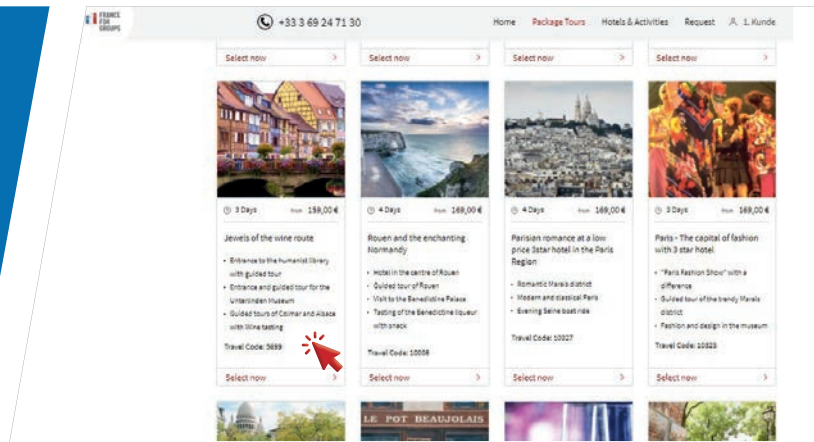 FRANCE
FOR
GROUPS
+33 3 69 24 71 30
Home Package Tours Hotels & Activities Request 1. Kunde
Select now
Select now
Select now
Select now
3 Days from 159,00 €
Jewels of the wine route
• Entrance to the humanist library
with guided tour
• Entrance and guided tour for the
Unterlinden Museum
• Guided tours of Colmar and Alsace
with Wine tasting
Travel Code: 5699
Select now
4 Days from 169,00 €
Rouen and the enchanting
Normandy
• Hotel in the centre of Rouen
• Guided tour of Rouen
• Visit to the Benedictine Palace
• Tasting of the Benedictine liqueur
with snack
Travel Code: 10006
Select now
4 Days from 169,00 €
Parisian romance at a low
price 3star hotel in the Paris
Region
• Romantic Marais district
• Modern and classical Paris
• Evening Seine boat ride
Travel Code: 10327
Select now
3 Days from 169,00 €
Paris - The capital of fashion
with 3 star hotel
• "Paris Fashion Show" with a
difference
• Guided tour of the trendy Marais
district
• Fashion and design in the museum
Travel Code: 10325
Select now
LE POT BEAUJOLAIS